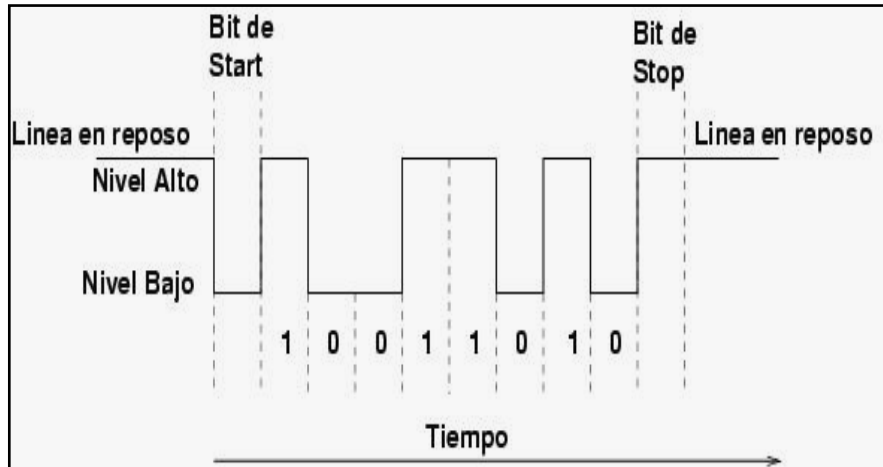 Bit de
Start
Bit de
Stop
Linea en reposo
Linea en reposo
Nivel Alto
Nivel Bajo
1 0 0 1 1 0 1 0
Tiempo